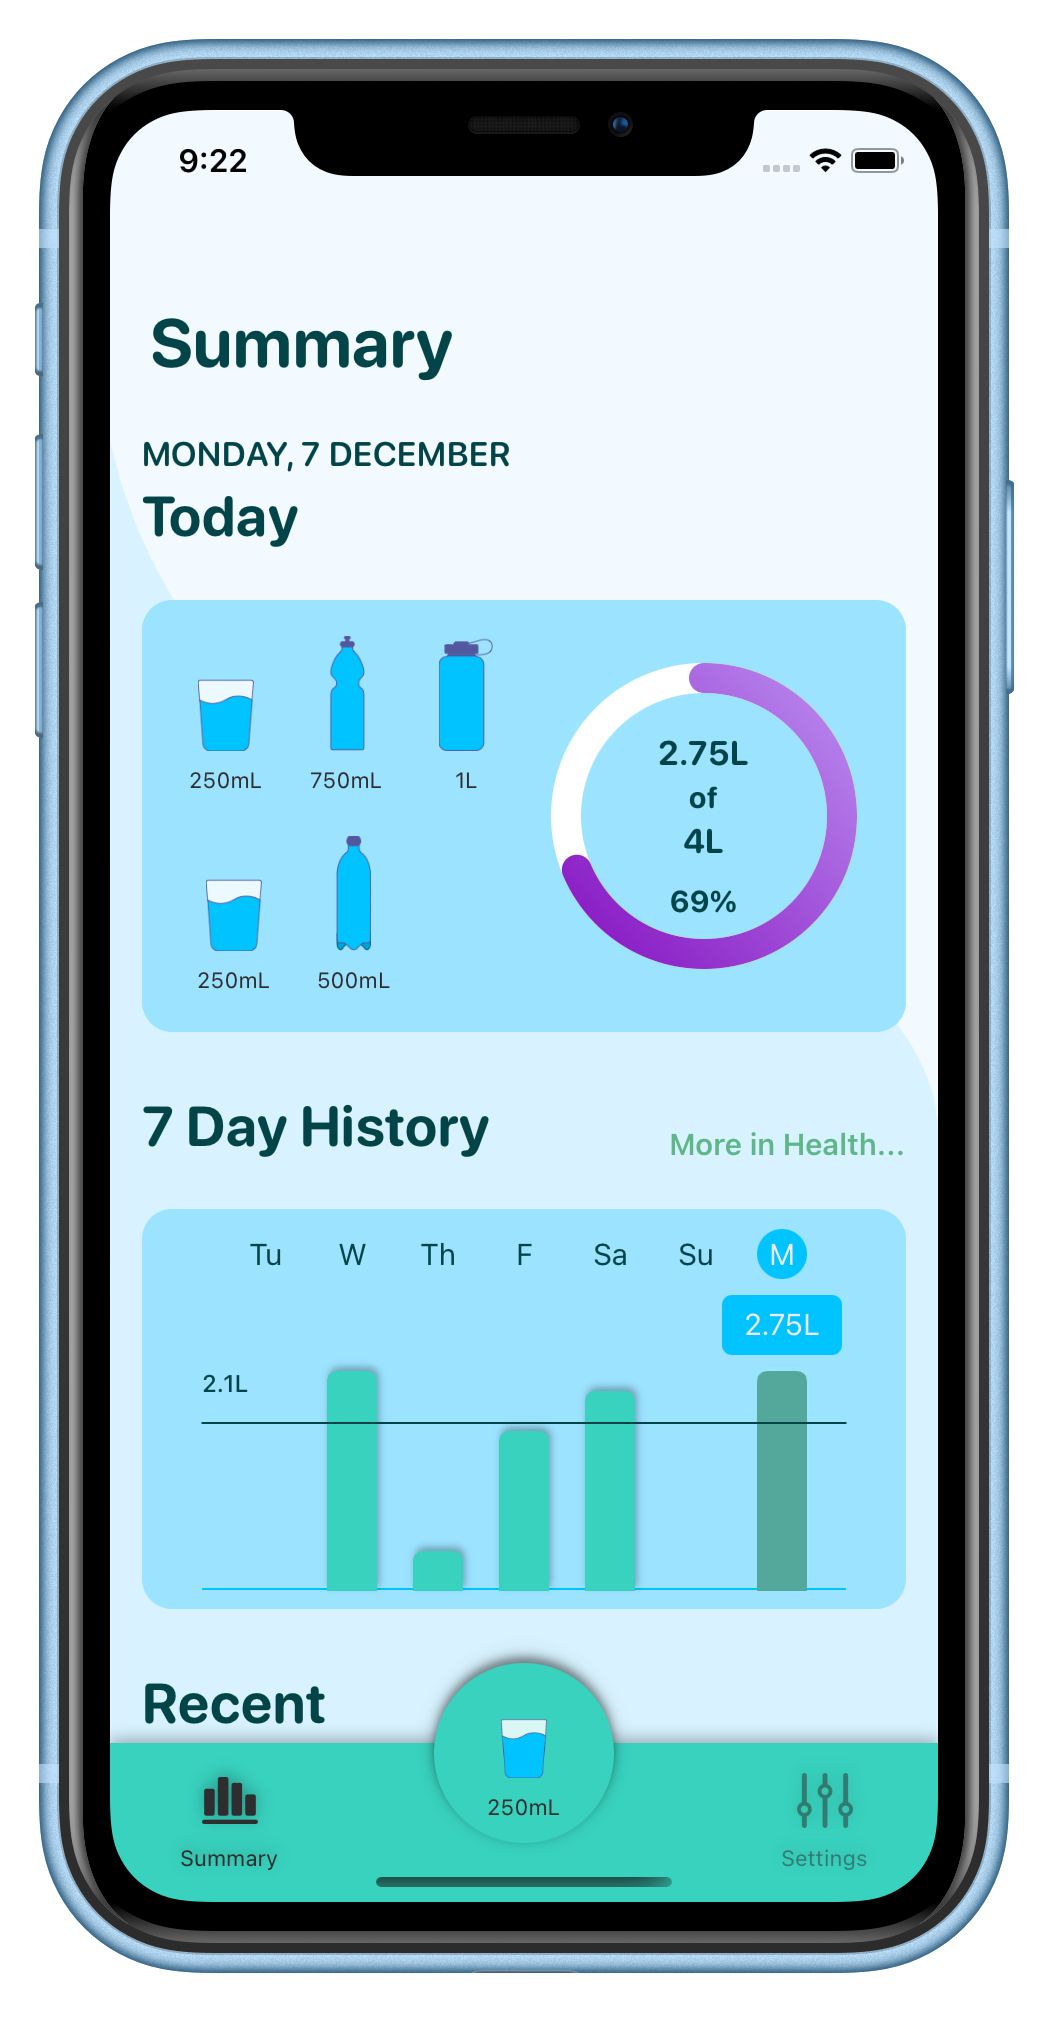 9:22
Summary
MONDAY, 7 DECEMBER
Today
250mL 750mL 1L
250mL 500mL
2.75L
of
4L
69%
7 Day History
More in Health...
Tu W Th F Sa Su M
2.75L
2.1L
Recent
250mL
Summary
Settings